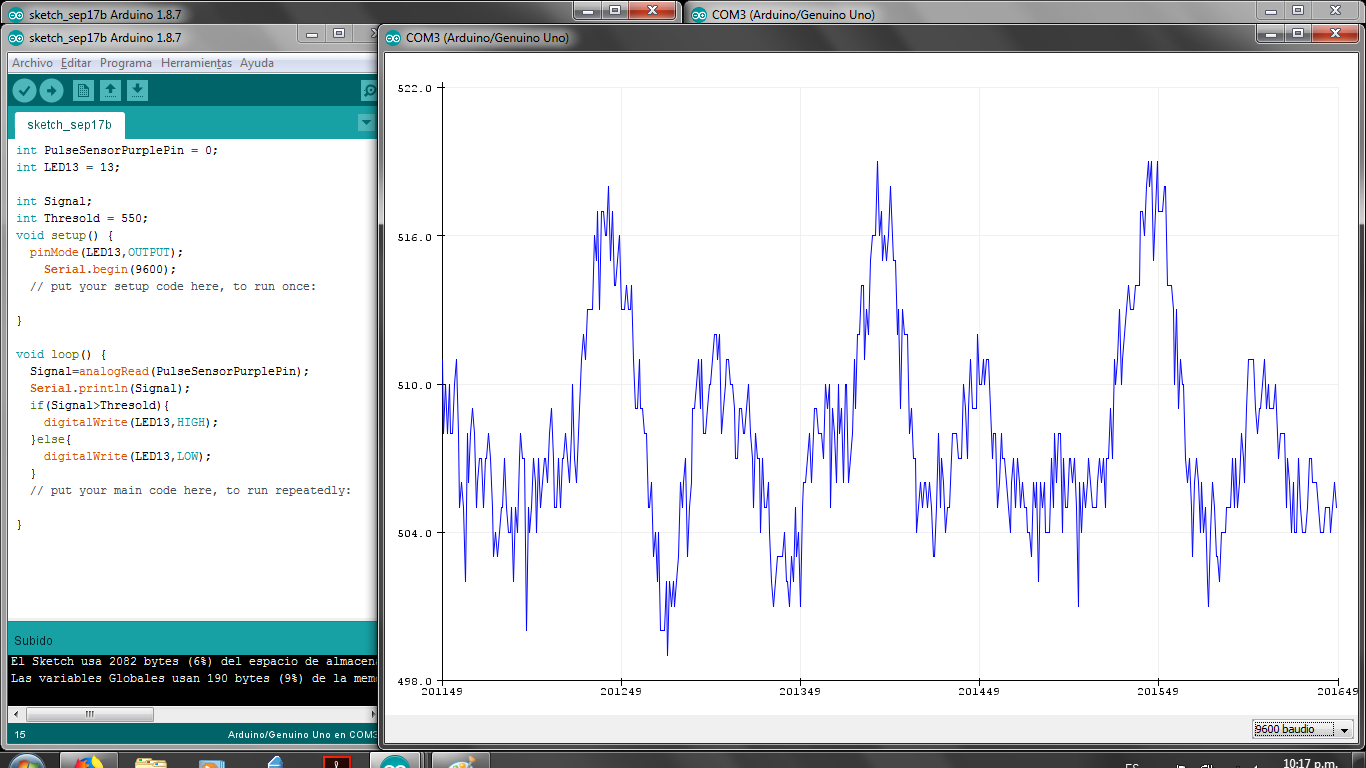 sketch_sep17b Arduino 1.8.7
COM3 (Arduino/Genuino Uno)
sketch_sep17b Arduino 1.8.7
COM3 (Arduino/Genuino Uno)
Archivo Editar Programa Herramientas Ayuda
sketch_sep17b
int PulseSensorPurplePin = 0;
int LED13 = 13;
int Signal;
int Thresold = 550;
void setup() {
pinMode(LED13,OUTPUT);
Serial.begin(9600);
// put your setup code here, to run once:
}
void loop() {
Signal=analogRead(PulseSensorPurplePin);
Serial.println(Signal);
if(Signal>Thresold){
digitalWrite(LED13,HIGH);
}else{
digitalWrite(LED13,LOW);
}
// put your main code here, to run repeatedly:
}
Subido
El Sketch usa 2082 bytes (6%) del espacio de almacena
Las variables Globales usan 190 bytes (9%) de la mem
15
Arduino/Genuino Uno en COM3
522.0
516.0
510.0
504.0
498.0
201149 201249 201349 201449 201549 201649
9600 baudio
ES
10:17 p.m.